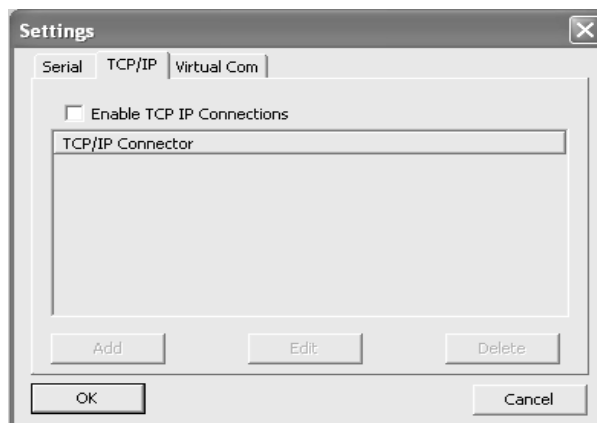 Settings
Serial TCP/IP Virtual Com
Enable TCP IP Connections
TCP/IP Connector
Add Edit Delete
OK Cancel